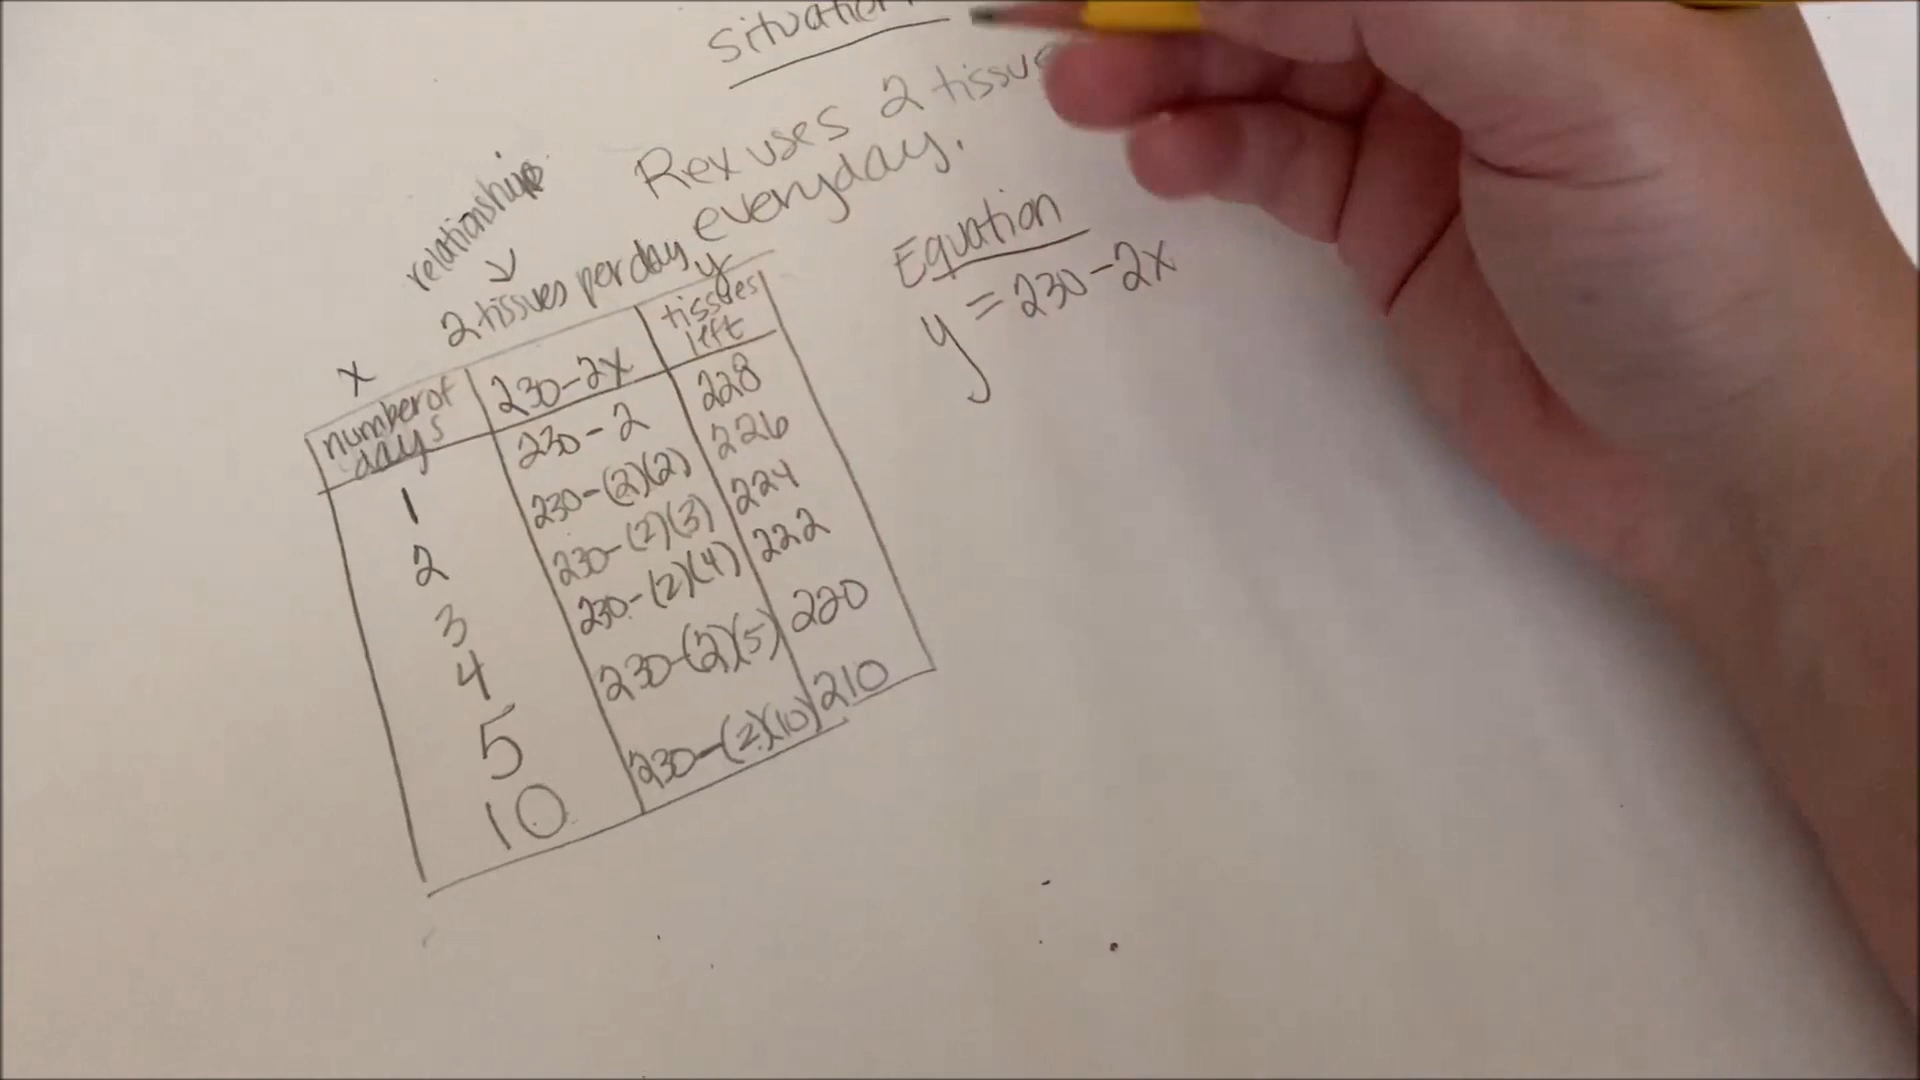 Situation
Rex uses 2 tissue
everyday.
relationship
2 tissues per day
x
y
number of days
230-2x
tissues left
1
230-2
228
2
230-(2)(2)
226
3
230-(2)(3)
224
4
230-(2)(4)
222
5
230-(2)(5)
220
10
230-(2)(10)
210
Equation
y = 230-2x